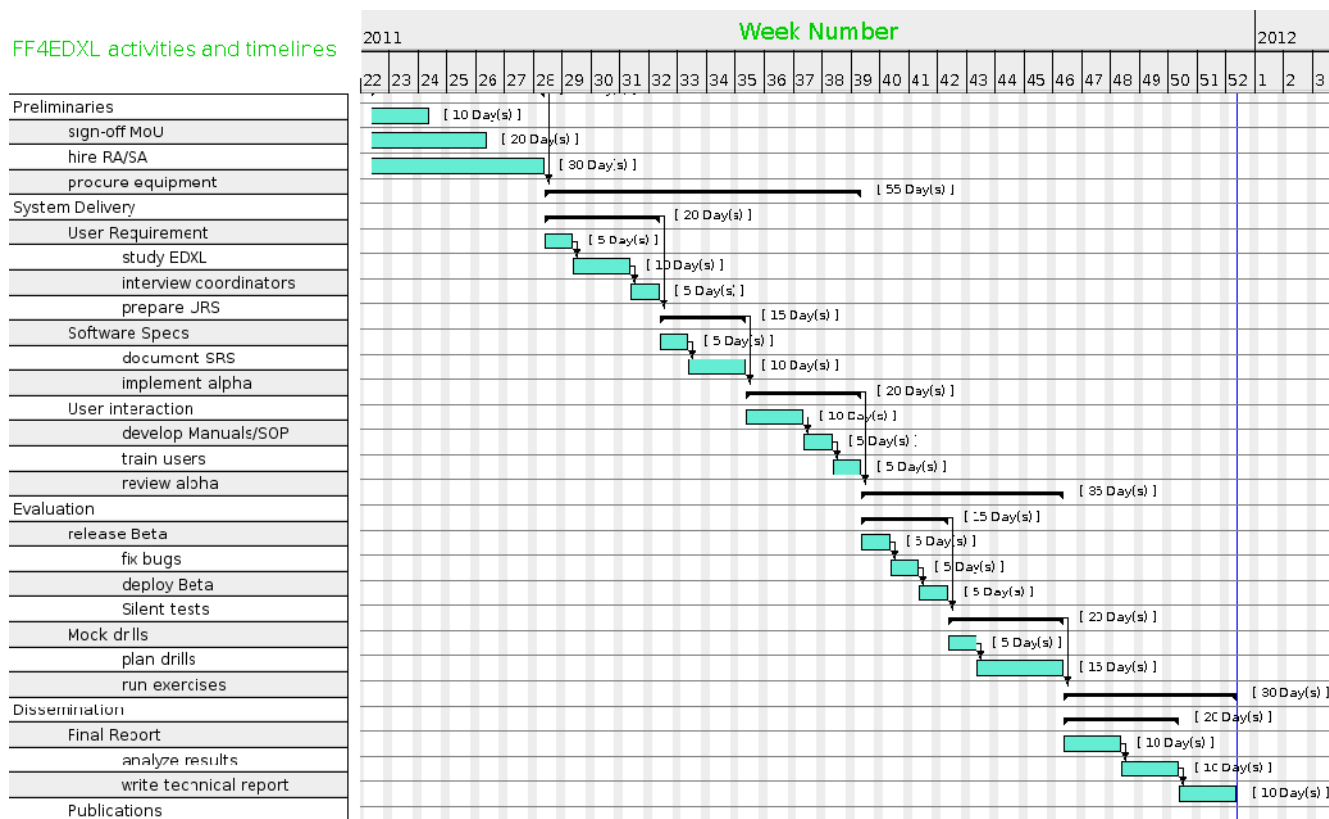 FF4EDXL activities and timelines
Week Number
2011 2012
22 23 24 25 26 27 28 29 30 31 32 33 34 35 36 37 38 39 40 41 42 43 44 45 46 47 48 49 50 51 52 1 2 3
Preliminaries
[ 10 Day(s) ]
sign-off MoU
[ 20 Day(s) ]
hire RA/SA
[ 30 Day(s) ]
procure equipment
[ 55 Day(s) ]
System Delivery
[ 20 Day(s) ]
User Requirement
[ 5 Day(s) ]
study EDXL
[ 10 Day(s) ]
interview coordinators
[ 5 Day(s) ]
prepare URS
[ 15 Day(s) ]
Software Specs
[ 5 Day(s) ]
document SRS
[ 10 Day(s) ]
implement alpha
[ 20 Day(s) ]
User interaction
[ 10 Day(s) ]
develop Manuals/SOP
[ 5 Day(s) ]
train users
[ 5 Day(s) ]
review alpha
[ 35 Day(s) ]
Evaluation
[ 15 Day(s) ]
release Beta
[ 5 Day(s) ]
fix bugs
[ 5 Day(s) ]
deploy Beta
[ 5 Day(s) ]
Silent tests
[ 20 Day(s) ]
Mock drills
[ 5 Day(s) ]
plan drills
[ 15 Day(s) ]
run exercises
[ 30 Day(s)
Dissemination
[ 20 Day(s) ]
Final Report
[ 10 Day(s) ]
analyze results
[ 10 Day(s) ]
write technical report
[ 10 Day(s)
Publications